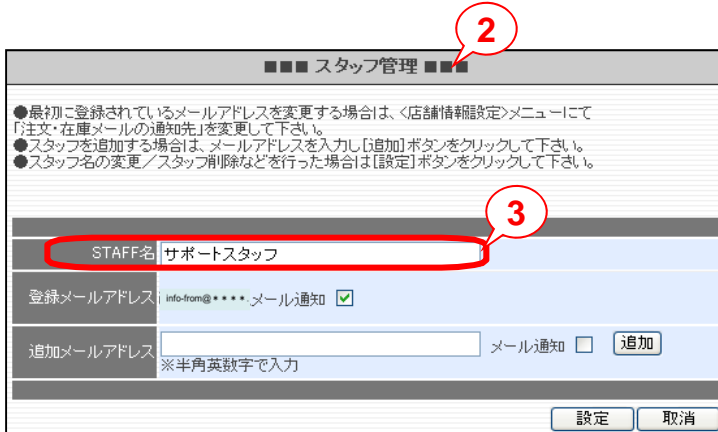 2
■■■ スタッフ管理 ■■■
●最初に登録されているメールアドレスを変更する場合は、<店舗情報設定>メニューにて
「注文・在庫メールの通知先」を変更して下さい。
●スタッフを追加する場合は、メールアドレスを入力し[追加]ボタンをクリックして下さい。
●スタッフ名の変更／スタッフ削除などを行った場合は[設定]ボタンをクリックして下さい。
3
STAFF名 サポートスタッフ
登録メールアドレス info-from@・・・・. メール通知
追加メールアドレス メール通知 追加
※半角英数字で入力
設定 取消